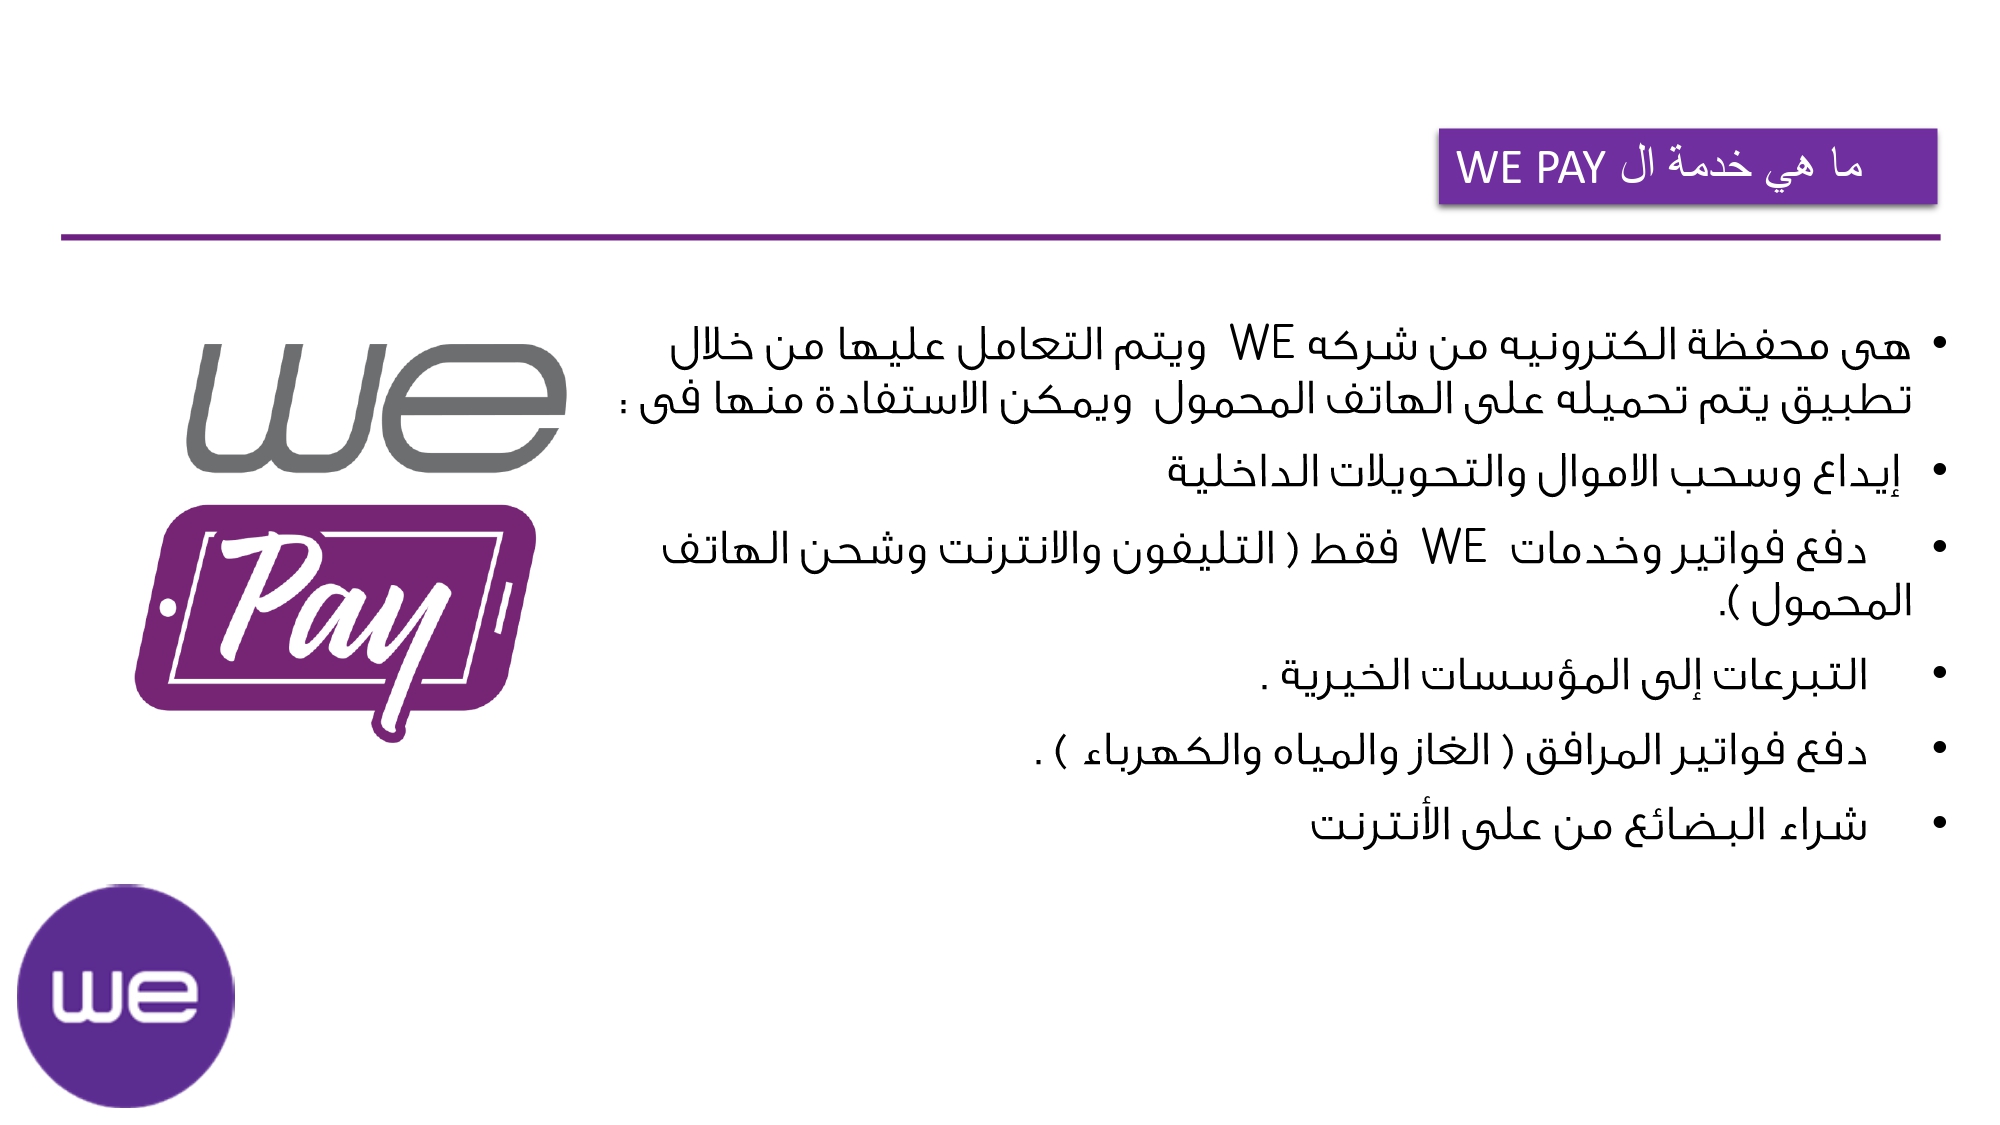 ما هي خدمة ال WE PAY
• هى محفظة الكترونيه من شركه WE ويتم التعامل عليها من خلال
تطبيق يتم تحميله على الهاتف المحمول ويمكن الاستفادة منها فى :
• إيداع وسحب الاموال والتحويلات الداخلية
• دفع فواتير وخدمات WE فقط ( التليفون والانترنت وشحن الهاتف
المحمول ).
• التبرعات إلى المؤسسات الخيرية .
• دفع فواتير المرافق ( الغاز والمياه والكهرباء ) .
• شراء البضائع من على الأنترنت
we
Pay
we